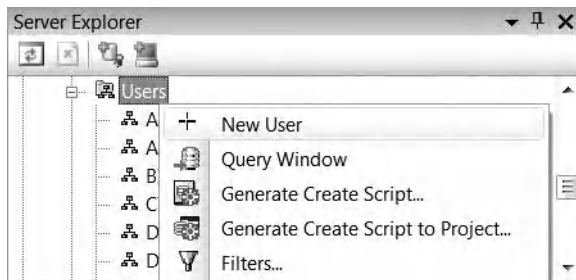 Server Explorer
Users
A
New User
A
Query Window
B
Generate Create Script...
C
Generate Create Script to Project...
D
D
Filters...